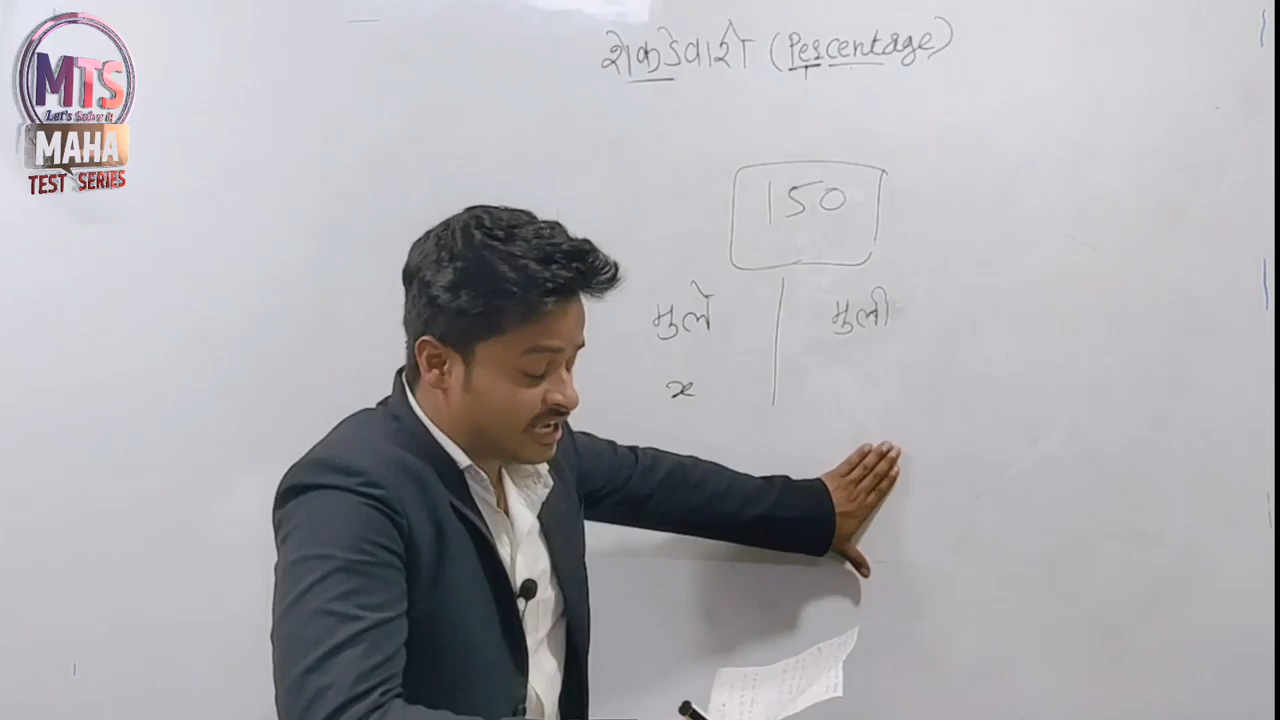 MTS
Let's Solve it
MAHA
TEST SERIES
शेकडेवारी (Percentage)
150
मुले | मुली
x